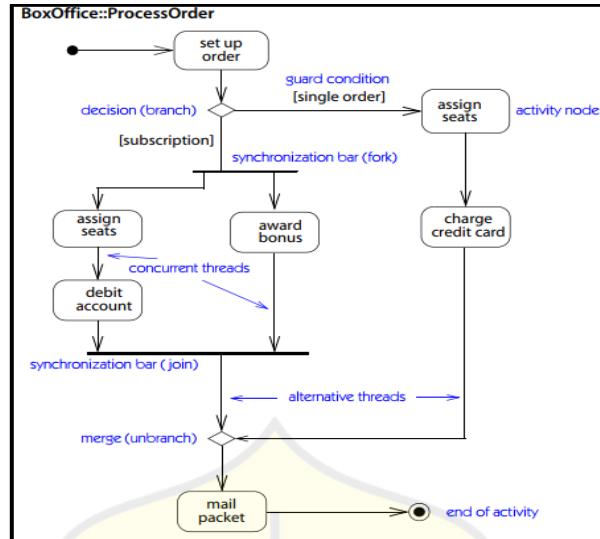 BoxOffice::ProcessOrder
set up
order
guard condition
[single order]
decision (branch)
assign
seats
activity node
[subscription]
synchronization bar (fork)
assign
seats
award
bonus
charge
credit card
concurrent threads
debit
account
synchronization bar (join)
alternative threads
merge (unbranch)
mail
packet
end of activity